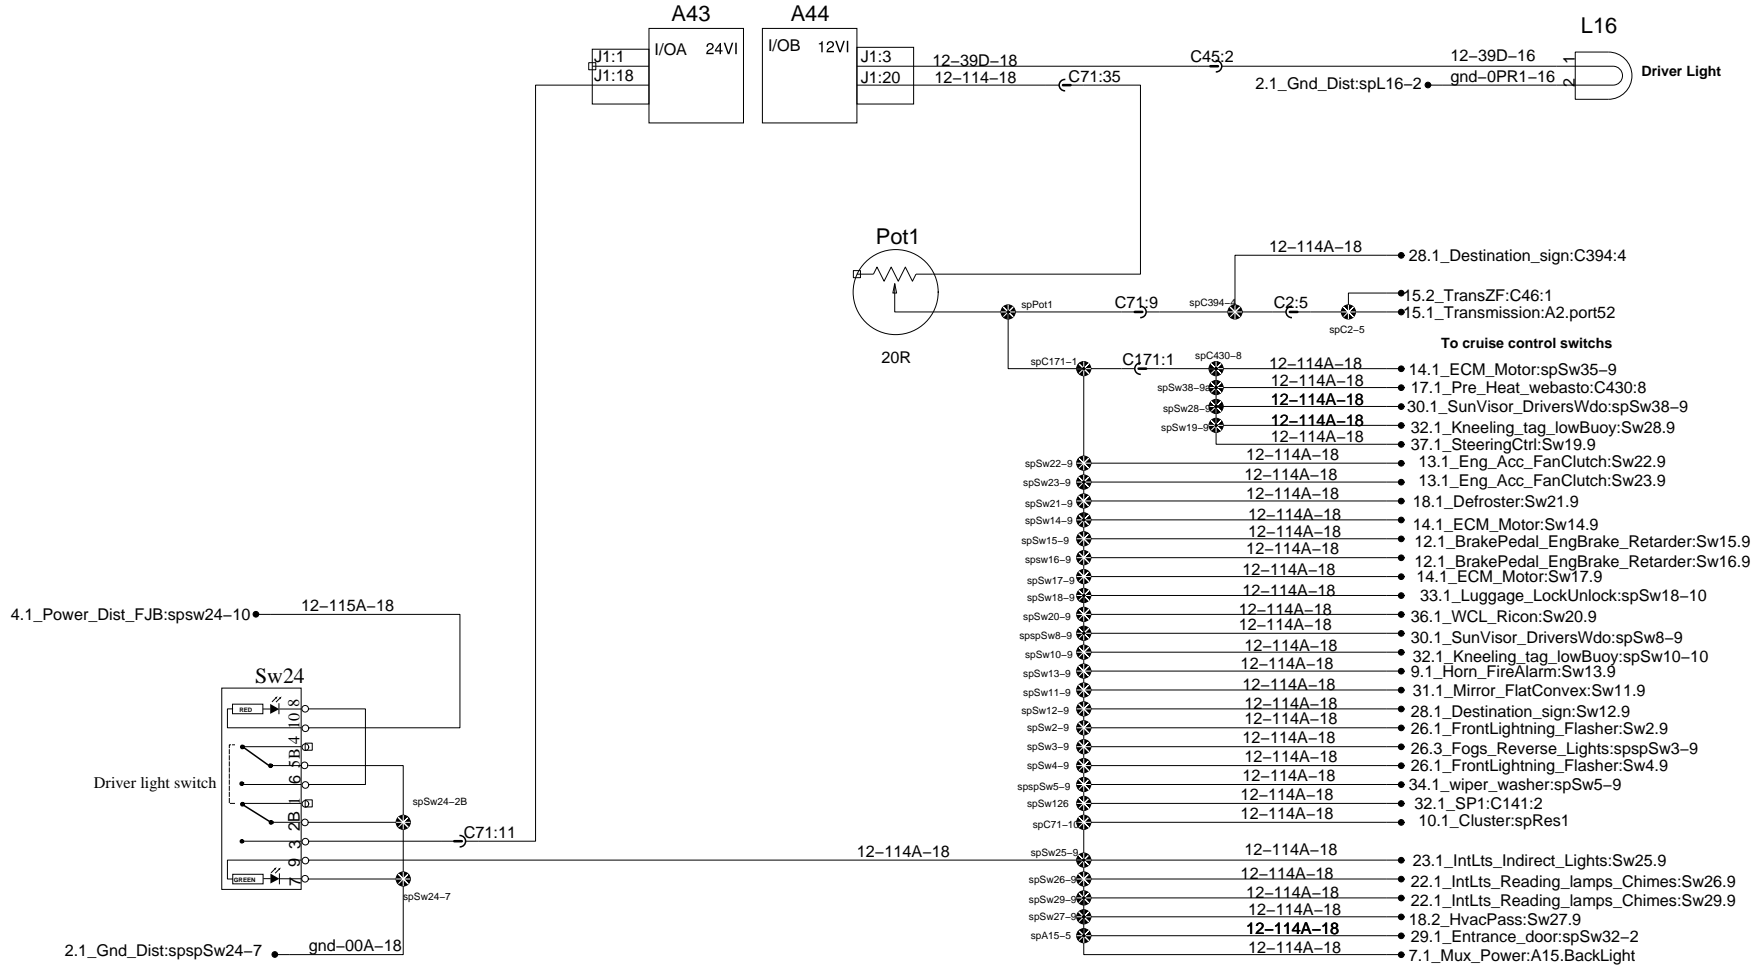 A43
A44
L16
I/OA 24VI
I/OB 12VI
J1:1
J1:18
J1:3
J1:20
12-39D-18
12-114-18
C71:35
C45:2
12-39D-16
gnd-0PR1-16
2.1_Gnd_Dist:spL16-2
1
2
Driver Light
Pot1
20R
12-114A-18
28.1_Destination_sign:C394:4
spPot1
C71:9
spC394-4
C2:5
15.2_TransZF:C46:1
15.1_Transmission:A2.port52
spC2-5
To cruise control switchs
spC171-1
C171:1
spC430-8
12-114A-18
14.1_ECM_Motor:spSw35-9
spSw38-9a
12-114A-18
17.1_Pre_Heat_webasto:C430:8
spSw28-9
12-114A-18
30.1_SunVisor_DriversWdo:spSw38-9
spSw19-9
12-114A-18
32.1_Kneeling_tag_lowBuoy:Sw28.9
12-114A-18
37.1_SteeringCtrl:Sw19.9
spSw22-9
12-114A-18
13.1_Eng_Acc_FanClutch:Sw22.9
spSw23-9
12-114A-18
13.1_Eng_Acc_FanClutch:Sw23.9
spSw21-9
12-114A-18
18.1_Defroster:Sw21.9
spSw14-9
12-114A-18
14.1_ECM_Motor:Sw14.9
spSw15-9
12-114A-18
12.1_BrakePedal_EngBrake_Retarder:Sw15.9
spsw16-9
12-114A-18
12.1_BrakePedal_EngBrake_Retarder:Sw16.9
spSw17-9
12-114A-18
14.1_ECM_Motor:Sw17.9
spSw18-9
12-114A-18
33.1_Luggage_LockUnlock:spSw18-10
spSw20-9
12-114A-18
36.1_WCL_Ricon:Sw20.9
spspSw8-9
12-114A-18
30.1_SunVisor_DriversWdo:spSw8-9
spSw10-9
12-114A-18
32.1_Kneeling_tag_lowBuoy:spSw10-10
spSw13-9
12-114A-18
9.1_Horn_FireAlarm:Sw13.9
spSw11-9
12-114A-18
31.1_Mirror_FlatConvex:Sw11.9
spSw12-9
12-114A-18
28.1_Destination_sign:Sw12.9
spSw2-9
12-114A-18
26.1_FrontLightning_Flasher:Sw2.9
spSw3-9
12-114A-18
26.3_Fogs_Reverse_Lights:spspSw3-9
spSw4-9
12-114A-18
26.1_FrontLightning_Flasher:Sw4.9
spspSw5-9
12-114A-18
34.1_wiper_washer:spSw5-9
spSw126
12-114A-18
32.1_SP1:C141:2
spC71-10
12-114A-18
10.1_Cluster:spRes1
12-114A-18
spSw25-9
12-114A-18
23.1_IntLts_Indirect_Lights:Sw25.9
spSw26-9
12-114A-18
22.1_IntLts_Reading_lamps_Chimes:Sw26.9
spSw29-9
12-114A-18
22.1_IntLts_Reading_lamps_Chimes:Sw29.9
spSw27-9
12-114A-18
18.2_HvacPass:Sw27.9
spA15-5
12-114A-18
29.1_Entrance_door:spSw32-2
12-114A-18
7.1_Mux_Power:A15.BackLight
4.1_Power_Dist_FJB:spsw24-10
12-115A-18
Sw24
RED
8
10
4
5B
6
1
2B
3
9
7
GREEN
Driver light switch
spSw24-2B
C71:11
spSw24-7
2.1_Gnd_Dist:spspSw24-7
gnd-00A-18